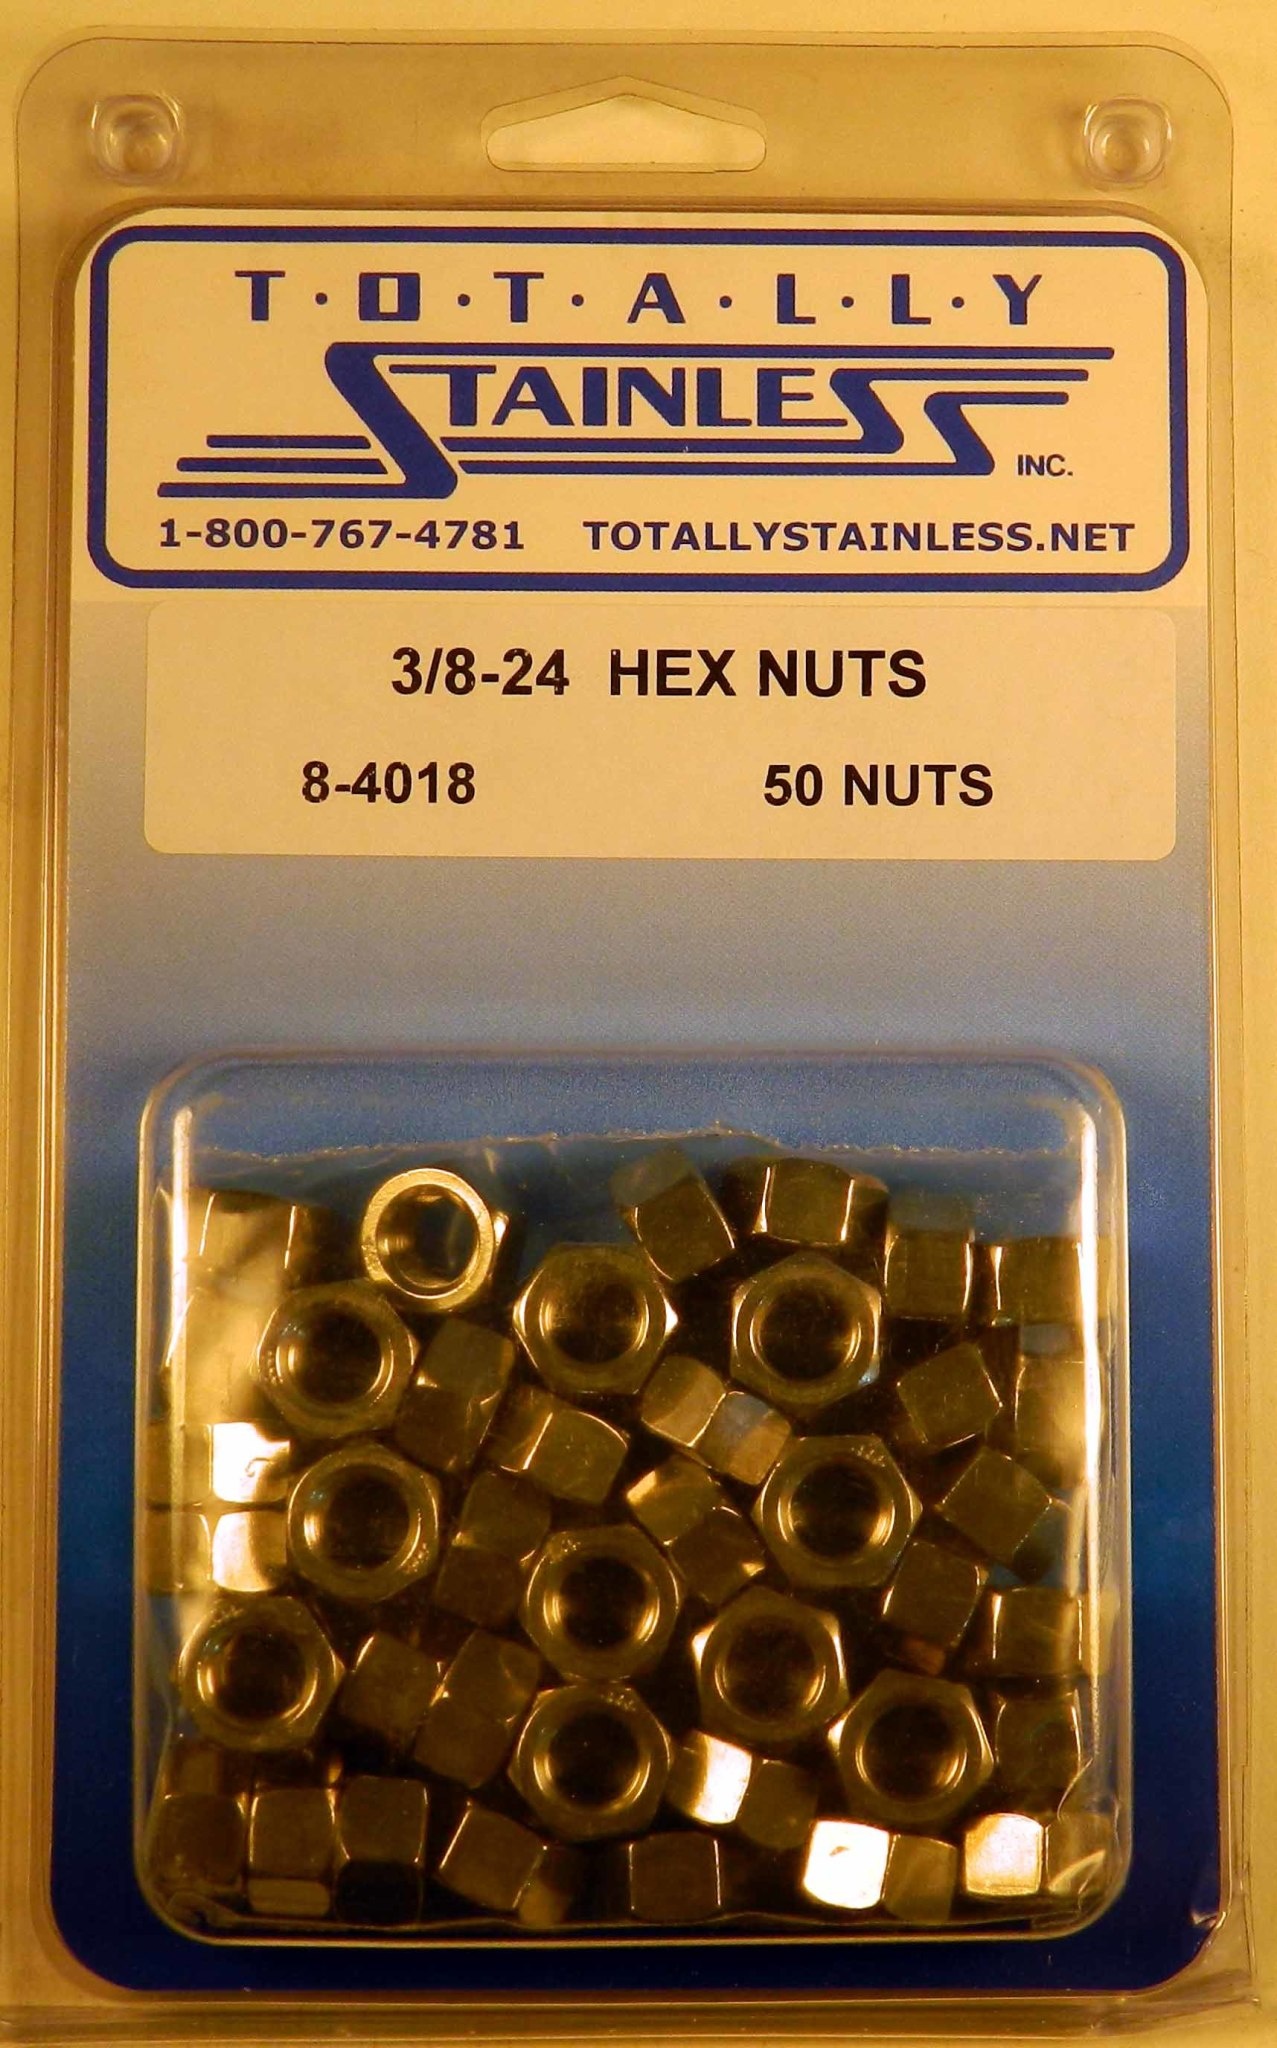 T·O·T·A·L·L·Y
STAINLESS INC.
1-800-767-4781 TOTALLYSTAINLESS.NET
3/8-24 HEX NUTS
8-4018 50 NUTS